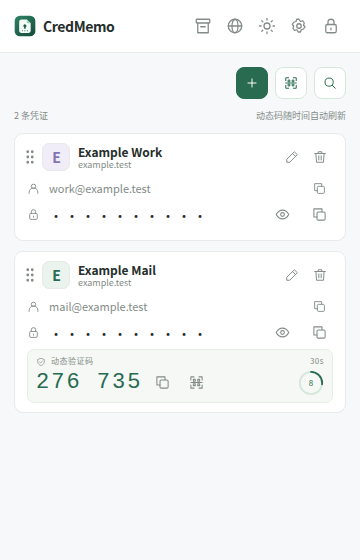 CredMemo
2 条凭证
动态码随时间自动刷新
E
Example Work
example.test
work@example.test
• • • • • • • • • •
E
Example Mail
example.test
mail@example.test
• • • • • • • • • •
动态验证码
30s
276 735
8